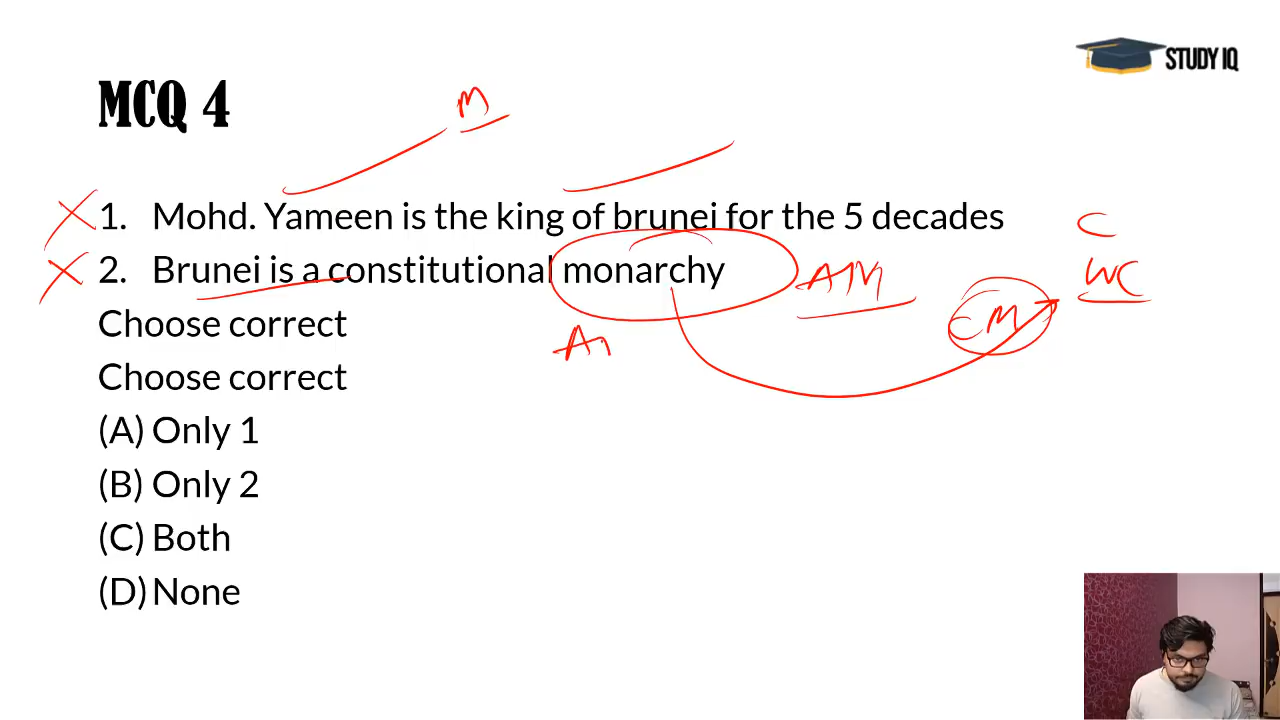 STUDY IQ
MCQ 4
M
1. Mohd. Yameen is the king of brunei for the 5 decades
C
2. Brunei is a constitutional monarchy
AM
WC
CM
Choose correct
Choose correct
(A) Only 1
(B) Only 2
(C) Both
(D) None